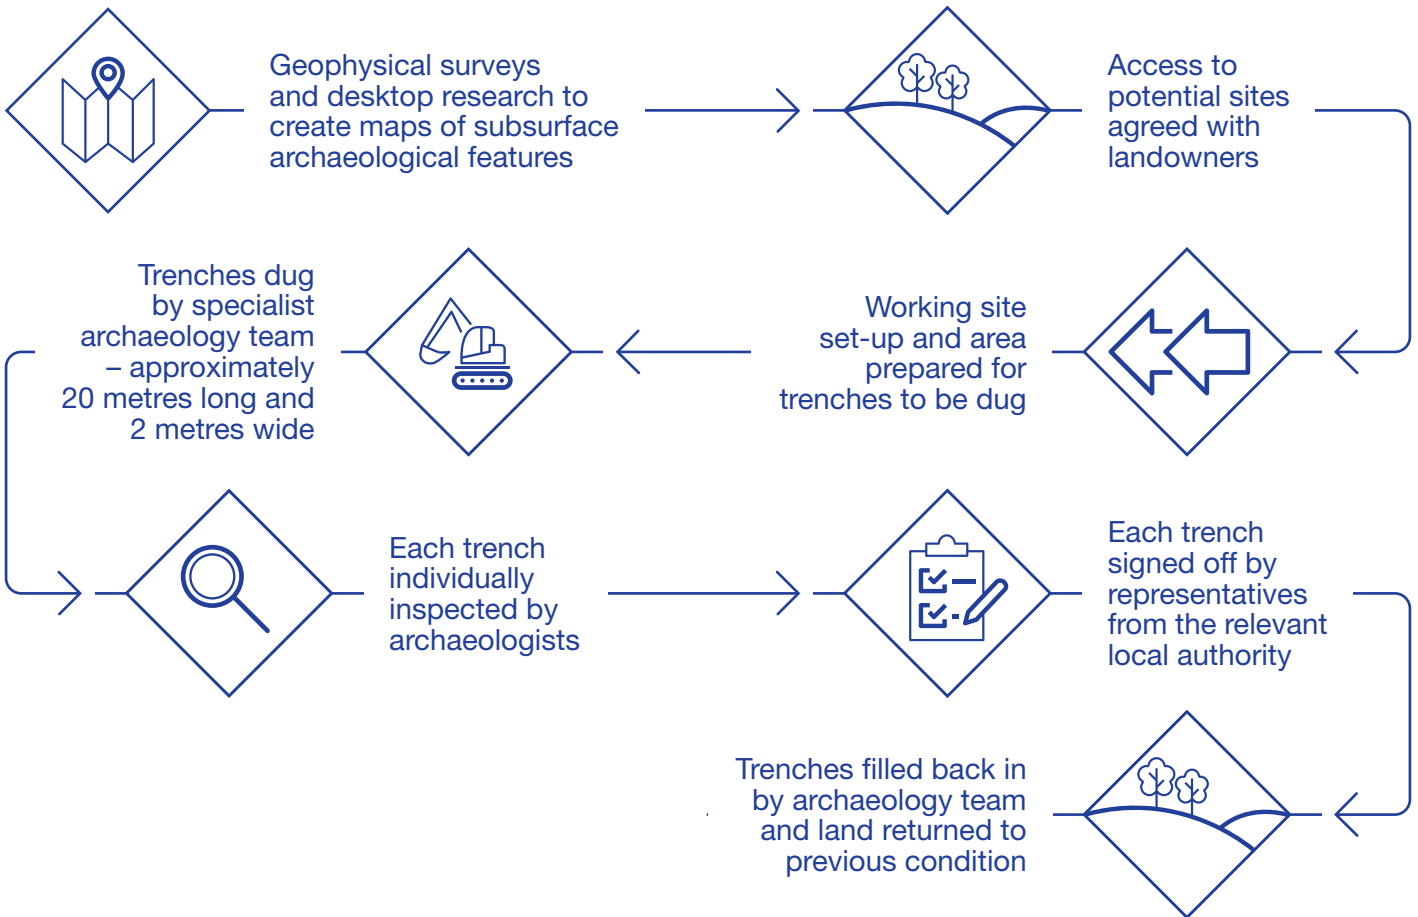 Geophysical surveys
and desktop research to
create maps of subsurface
archaeological features
Access to
potential sites
agreed with
landowners
Working site
set-up and area
prepared for
trenches to be dug
Trenches dug
by specialist
archaeology team
– approximately
20 metres long and
2 metres wide
Each trench
individually
inspected by
archaeologists
Each trench
signed off by
representatives
from the relevant
local authority
Trenches filled back in
by archaeology team
and land returned to
previous condition